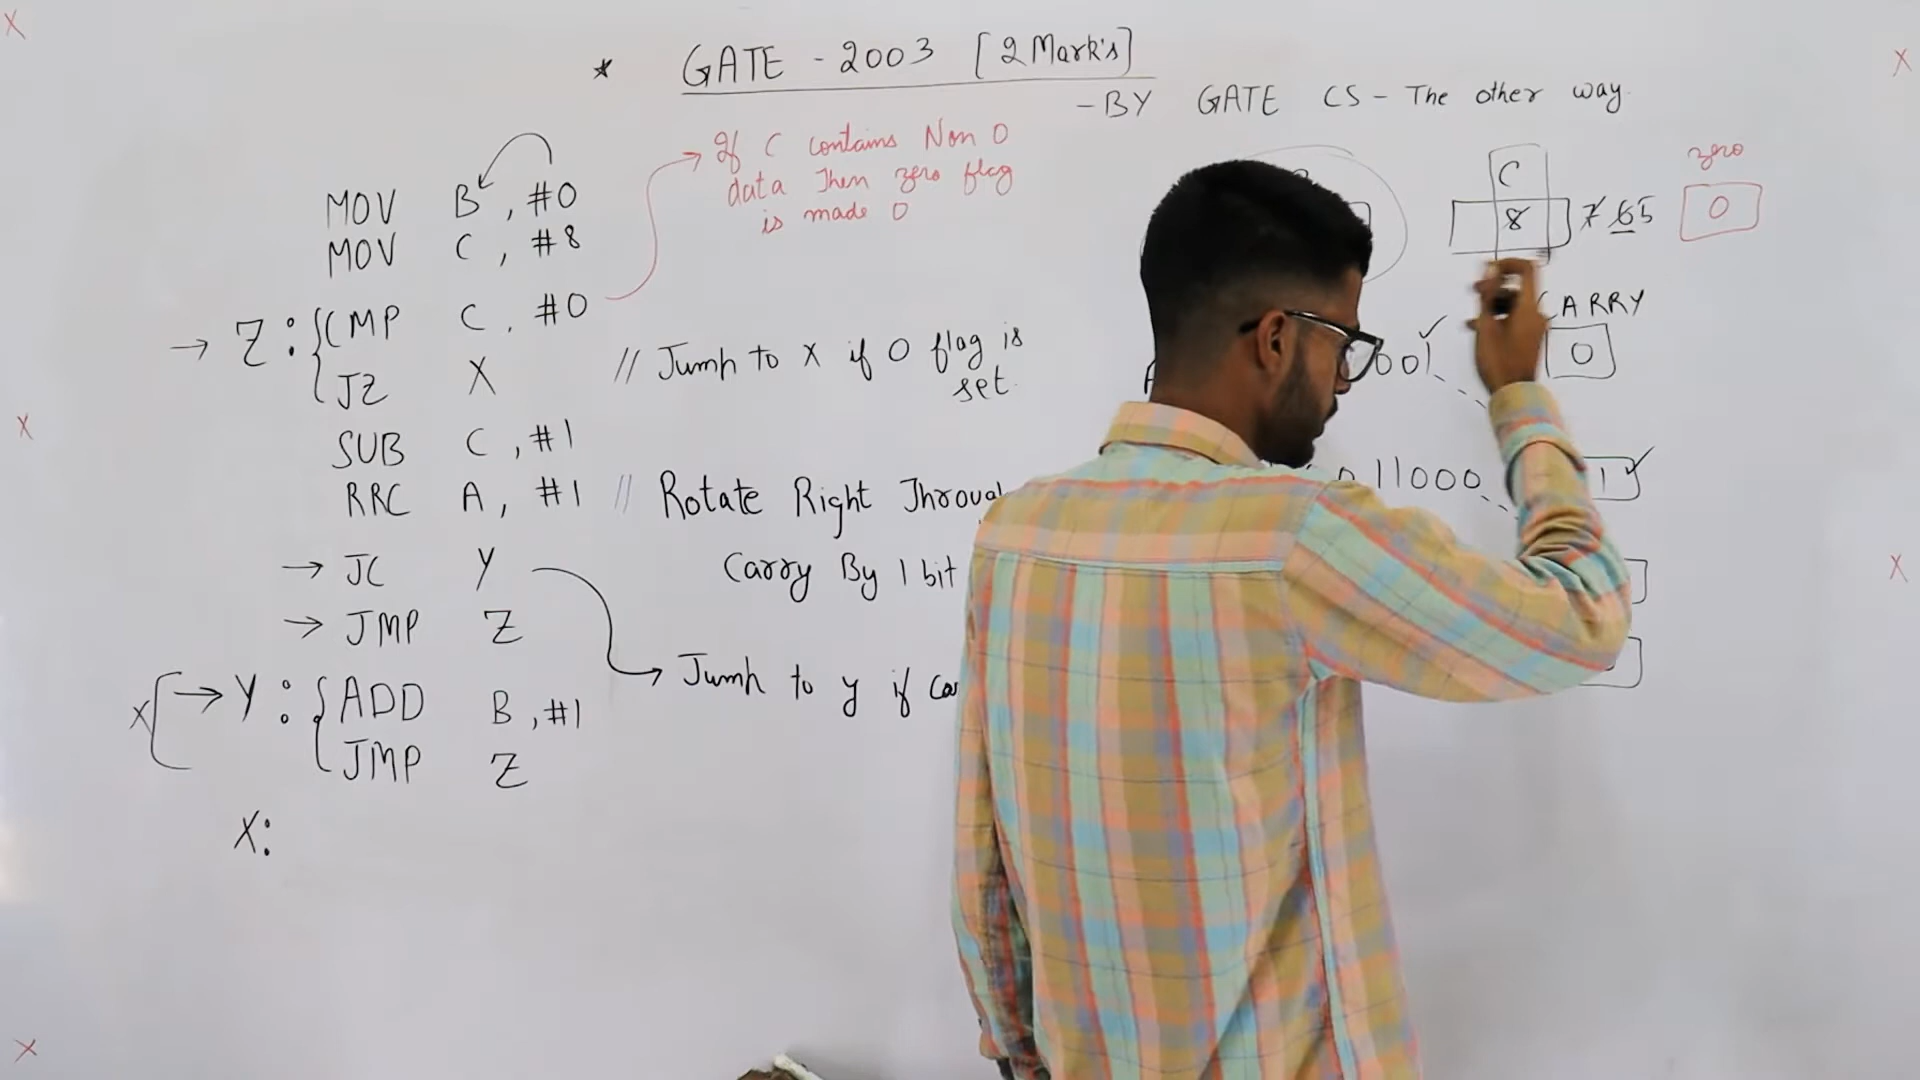 * GATE - 2003 [2 Mark's]
- BY GATE CS - The other way
MOV B, #0
MOV C, #8
Z: CMP C, #0
JZ X // Jump to X if 0 flag is set.
SUB C, #1
RRC A, #1 // Rotate Right Through
Carry By 1 bit
JC Y
JMP Z
Jump to y if
X Y: ADD B, #1
JMP Z
X:
If C contains Non 0
data Then zero flag
is made 0
C
8 7 6 5
zero
0
CARRY
0
001
11000 1
X
X
X
X
X
X